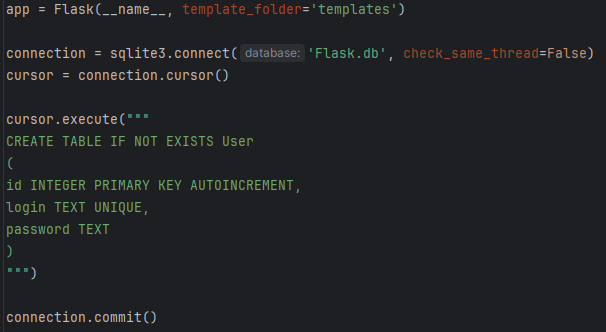 app = Flask(__name__, template_folder='templates')
connection = sqlite3.connect( database: 'Flask.db', check_same_thread=False)
cursor = connection.cursor()
cursor.execute("""
CREATE TABLE IF NOT EXISTS User
(
id INTEGER PRIMARY KEY AUTOINCREMENT,
login TEXT UNIQUE,
password TEXT
)
""")
connection.commit()